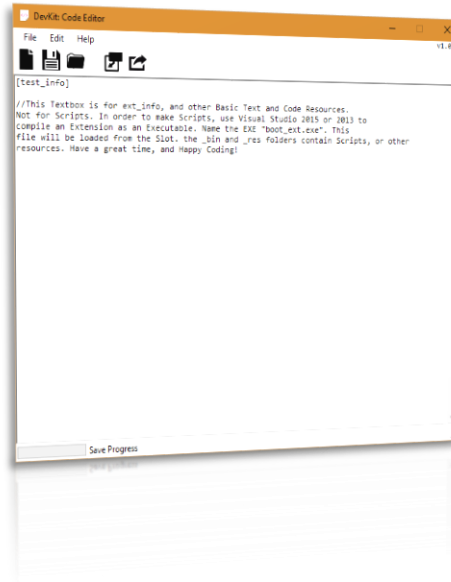 DevKit: Code Editor
File Edit Help
v1.0
[test_info]
//This Textbox is for ext_info, and other Basic Text and Code Resources.
Not for Scripts. In order to make Scripts, use Visual Studio 2015 or 2013 to
compile an Extension as an Executable. Name the EXE "boot_ext.exe". This
file will be loaded from the Slot. the _bin and _res folders contain Scripts, or other
resources. Have a great time, and Happy Coding!
Save Progress